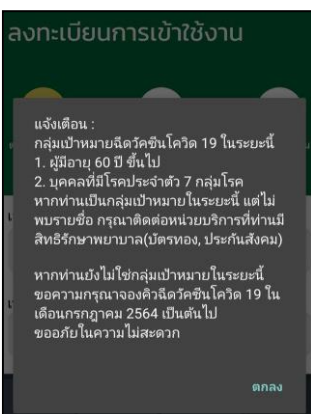 ลงทะเบียนการเข้าใช้งาน
แจ้งเตือน :
กลุ่มเป้าหมายฉีดวัคซีนโควิด 19 ในระยะนี้
1. ผู้มีอายุ 60 ปี ขึ้นไป
2. บุคคลที่มีโรคประจำตัว 7 กลุ่มโรค
หากท่านเป็นกลุ่มเป้าหมายในระยะนี้ แต่ไม่
พบรายชื่อ กรุณาติดต่อหน่วยบริการที่ท่านมี
สิทธิรักษาพยาบาล(บัตรทอง, ประกันสังคม)
หากท่านยังไม่ใช่กลุ่มเป้าหมายในระยะนี้
ขอความกรุณาจองคิวฉีดวัคซีนโควิด 19 ใน
เดือนกรกฎาคม 2564 เป็นต้นไป
ขออภัยในความไม่สะดวก
ตกลง